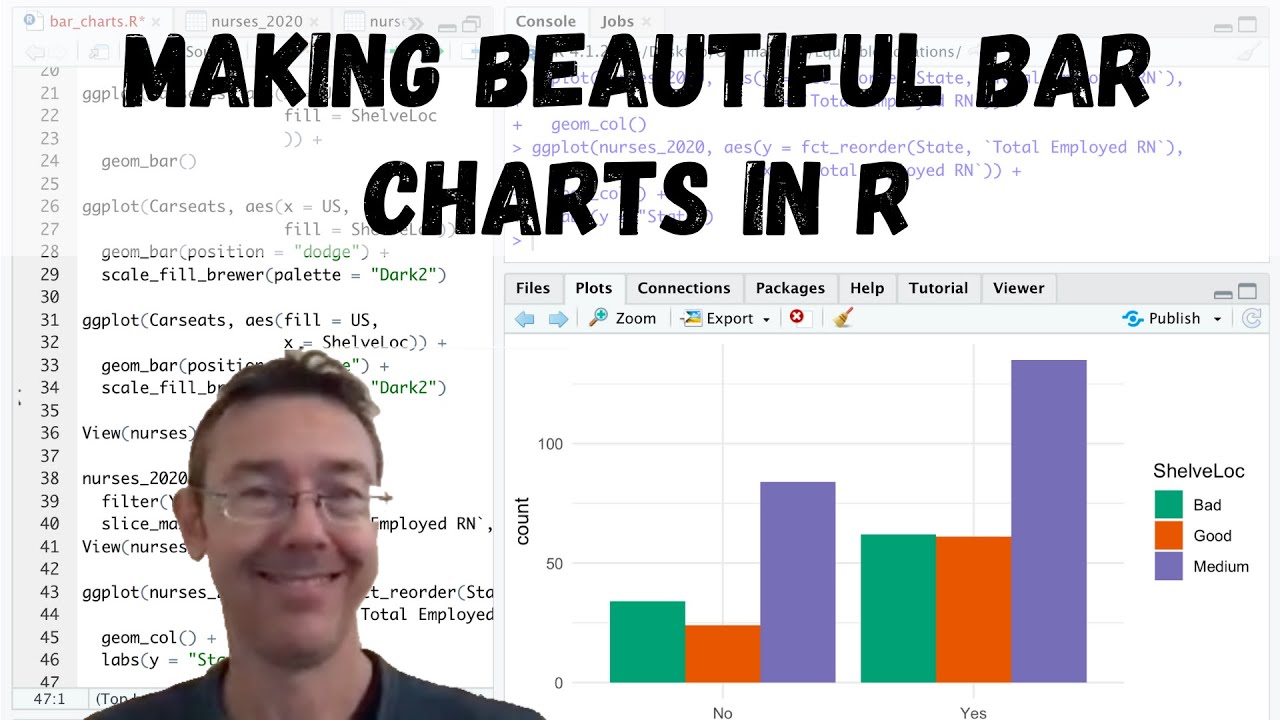 MAKING BEAUTIFUL BAR
CHARTS IN R
bar_charts.R*
nurses_2020
nurs
20
21 ggpl
22 fill = ShelveLoc
23 )) +
24 geom_bar()
25
26 ggplot(Carseats, aes(x = US,
27 fill =
28 geom_bar(position = "dodge") +
29 scale_fill_brewer(palette = "Dark2")
30
31 ggplot(Carseats, aes(fill = US,
32 x = ShelveLoc)) +
33 geom_bar(position e") +
34 scale_fill_br "Dark2")
35
36 View(nurses)
37
38 nurses_2020
39 filter(
40 slice_ma Employed RN`,
41 View(nurses
42
43 ggplot(nurses_2 ct_reorder(Sta
44 Total Employed
45 geom_col() +
46 labs(y = "Sta
47
47:1
(Top L
Console
Jobs
ations/
+ geom_col()
> ggplot(nurses_2020, aes(y = fct_reorder(State, `Total Employed RN`),
RN`)) +
>
Files
Plots
Connections
Packages
Help
Tutorial
Viewer
Zoom
Export
Publish
count
100
50
0
No
Yes
ShelveLoc
Bad
Good
Medium